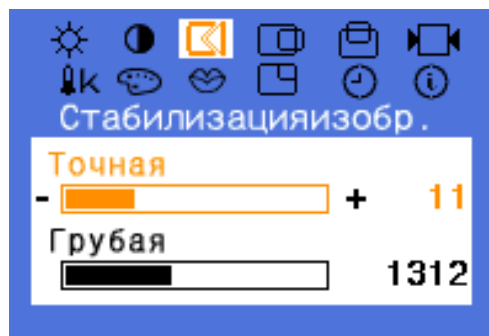 K
Стабилизацияизобр.
Точная
- + 11
Грубая
1312